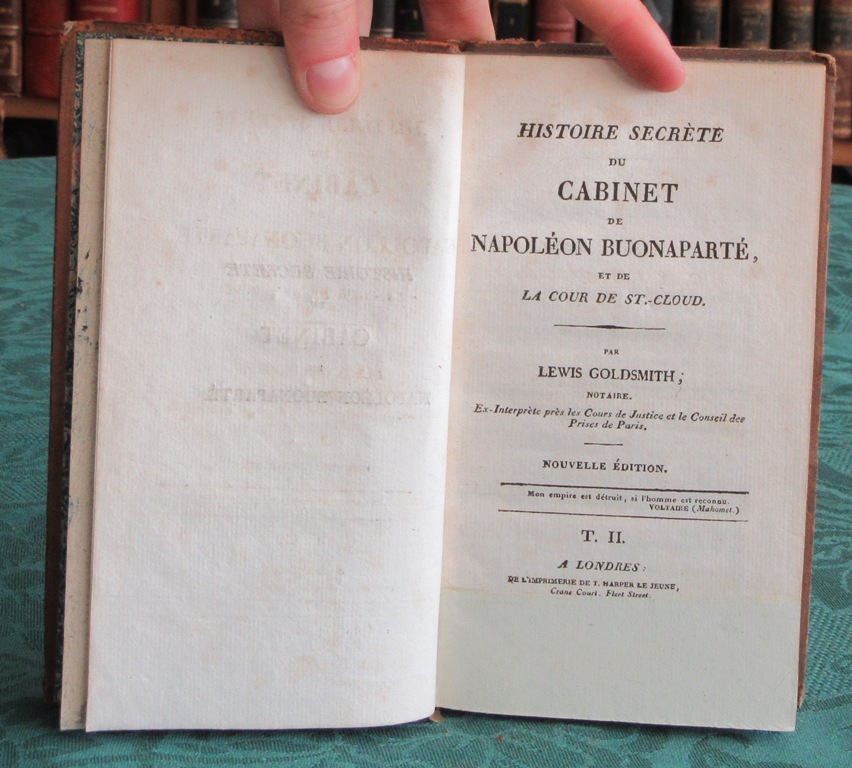 HISTOIRE SECRÈTE
DU
CABINET
DE
NAPOLÉON BUONAPARTÉ,
ET DE
LA COUR DE ST.-CLOUD.
PAR
LEWIS GOLDSMITH,
NOTAIRE.
Ex-Interprète près les Cours de Justice et le Conseil des
Prises de Paris.
NOUVELLE ÉDITION.
Mon empire est détruit, si l'homme est reconnu.
VOLTAIRE (Mahomet.)
T. II.
A LONDRES:
DE L'IMPRIMERIE DE T. HARPER LE JEUNE,
Crane Court. Fleet Street.